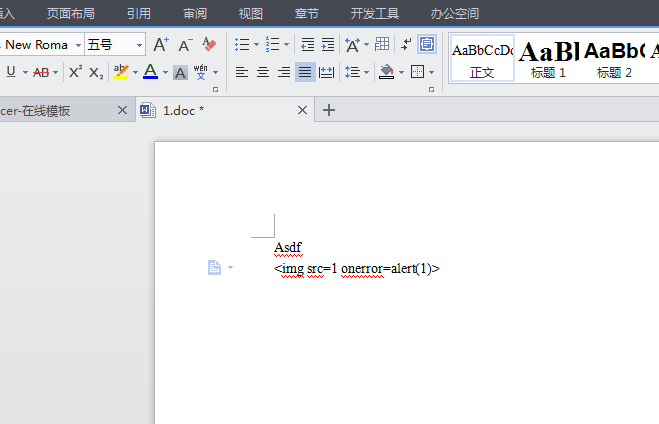 插入 页面布局 引用 审阅 视图 章节 开发工具 办公空间
New Roma 五号 A+ A- AaBbCcDc AaBl AaBbC A
U AB X² X₂ ab A A wén 正文 标题 1 标题 2
cer-在线模板 1.doc *
Asdf
<img src=1 onerror=alert(1)>